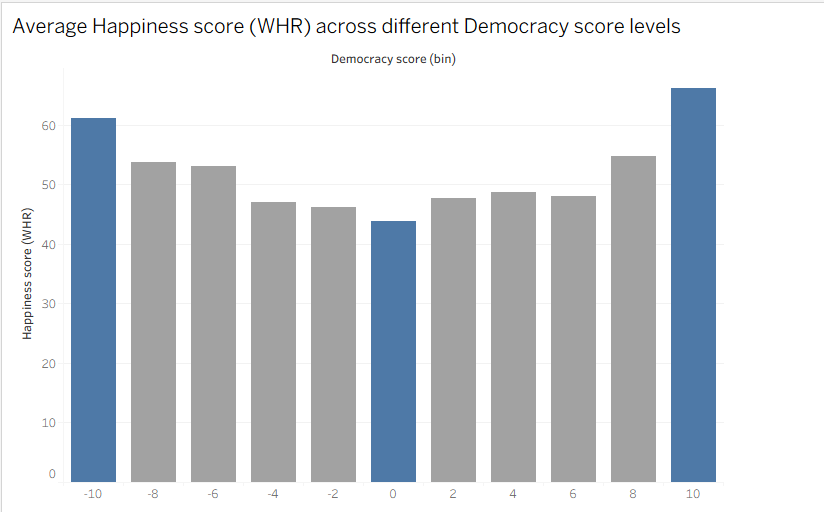 Average Happiness score (WHR) across different Democracy score levels
Democracy score (bin)
Happiness score (WHR)
60
50
40
30
20
10
0
-10 -8 -6 -4 -2 0 2 4 6 8 10